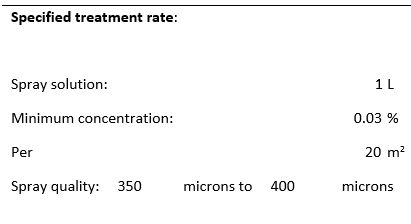 Specified treatment rate:
Spray solution: 1 L
Minimum concentration: 0.03 %
Per 20 m²
Spray quality: 350 microns to 400 microns